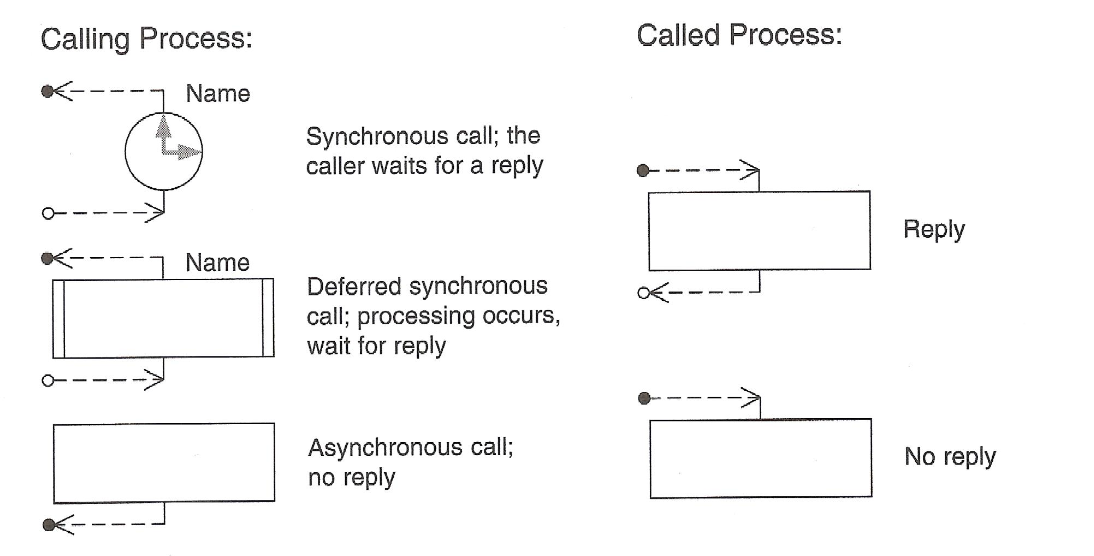 Calling Process:
Name
Synchronous call; the
caller waits for a reply
Name
Deferred synchronous
call; processing occurs,
wait for reply
Asynchronous call;
no reply
Called Process:
Reply
No reply